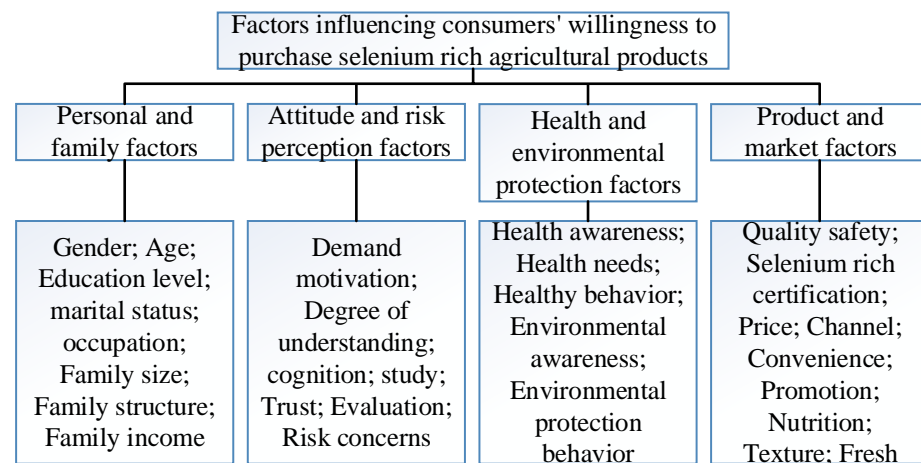 Factors influencing consumers' willingness to
purchase selenium rich agricultural products
Personal and
family factors
Attitude and risk
perception factors
Health and
environmental
protection factors
Product and
market factors
Gender; Age;
Education level;
marital status;
occupation;
Family size;
Family structure;
Family income
Demand
motivation;
Degree of
understanding;
cognition; study;
Trust; Evaluation;
Risk concerns
Health awareness;
Health needs;
Healthy behavior;
Environmental
awareness;
Environmental
protection
behavior
Quality safety;
Selenium rich
certification;
Price; Channel;
Convenience;
Promotion;
Nutrition;
Texture; Fresh